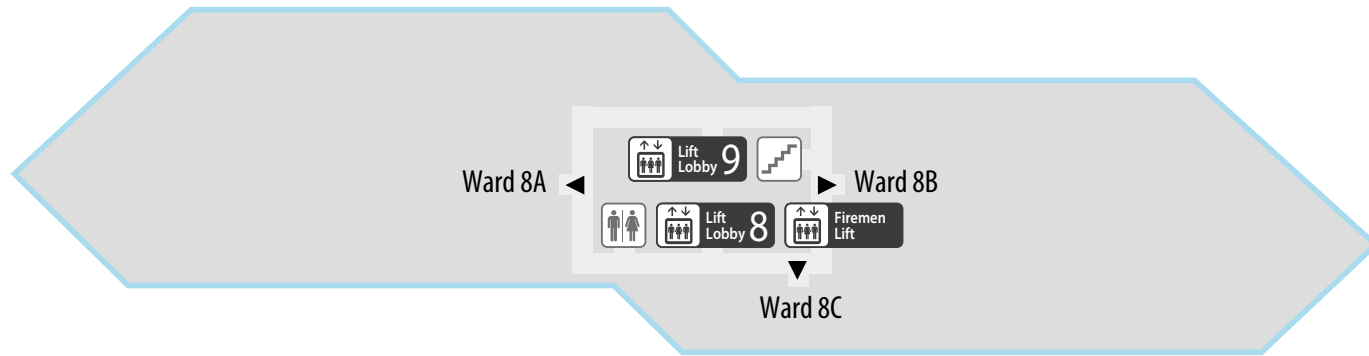 Lift
Lobby 9
Ward 8A
Ward 8B
Lift
Lobby 8
Firemen
Lift
Ward 8C